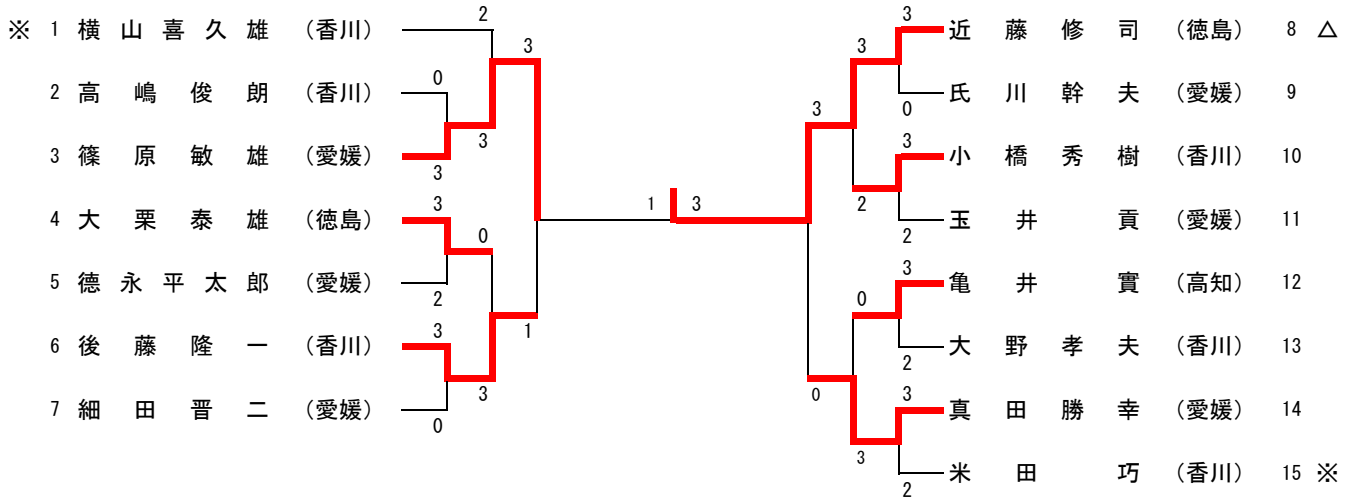 2
3
※ 1 横山喜久雄 (香川)
3
近藤修司 (徳島) 8 △
3
0
2 高嶋俊朗 (香川)
3
氏川幹夫 (愛媛) 9
0
3
3 篠原敏雄 (愛媛)
3
3
小橋秀樹 (香川) 10
3
4 大栗泰雄 (徳島)
0
1 3
2
玉井貢 (愛媛) 11
2
5 德永平太郎 (愛媛)
2
3
亀井實 (高知) 12
0
3
6 後藤隆一 (香川)
1
大野孝夫 (香川) 13
2
3
7 細田晋二 (愛媛)
0
0
3
真田勝幸 (愛媛) 14
3
米田巧 (香川) 15 ※
2